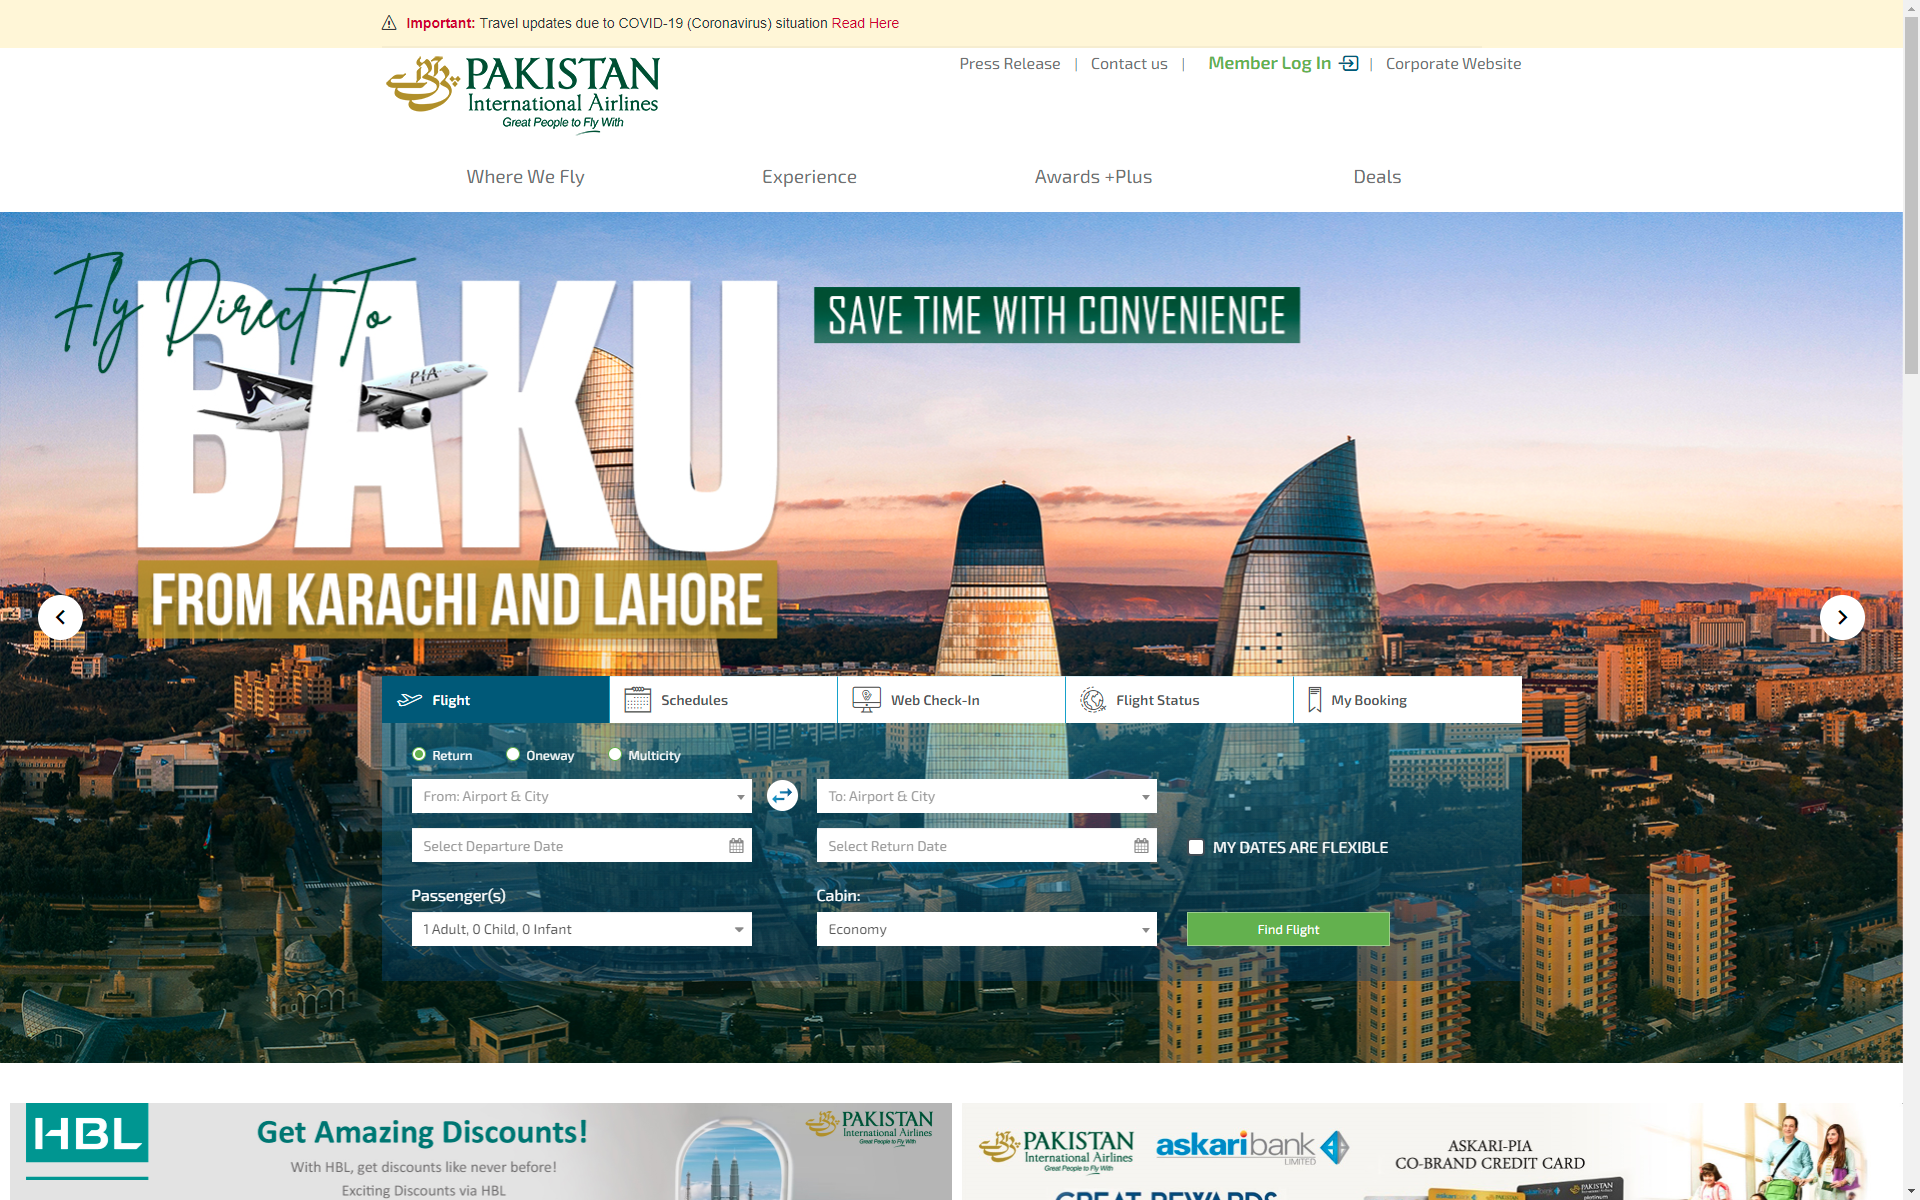 Important: Travel updates due to COVID-19 (Coronavirus) situation Read Here
PAKISTAN
International Airlines
Great People to Fly With
Press Release | Contact us | Member Log In | Corporate Website
Where We Fly
Experience
Awards +Plus
Deals
Fly Direct To
BAKU
PIA
FROM KARACHI AND LAHORE
SAVE TIME WITH CONVENIENCE
Flight
Schedules
Web Check-In
Flight Status
My Booking
Return
Oneway
Multicity
From: Airport & City
To: Airport & City
Select Departure Date
Select Return Date
MY DATES ARE FLEXIBLE
Passenger(s)
Cabin:
1 Adult, 0 Child, 0 Infant
Economy
Find Flight
HBL
Get Amazing Discounts!
With HBL, get discounts like never before!
Exciting Discounts via HBL
PAKISTAN
International Airlines
Great People to Fly With
PAKISTAN
International Airlines
Great People to Fly With
askari bank
LIMITED
ASKARI-PIA
CO-BRAND CREDIT CARD
GREAT REWARDS